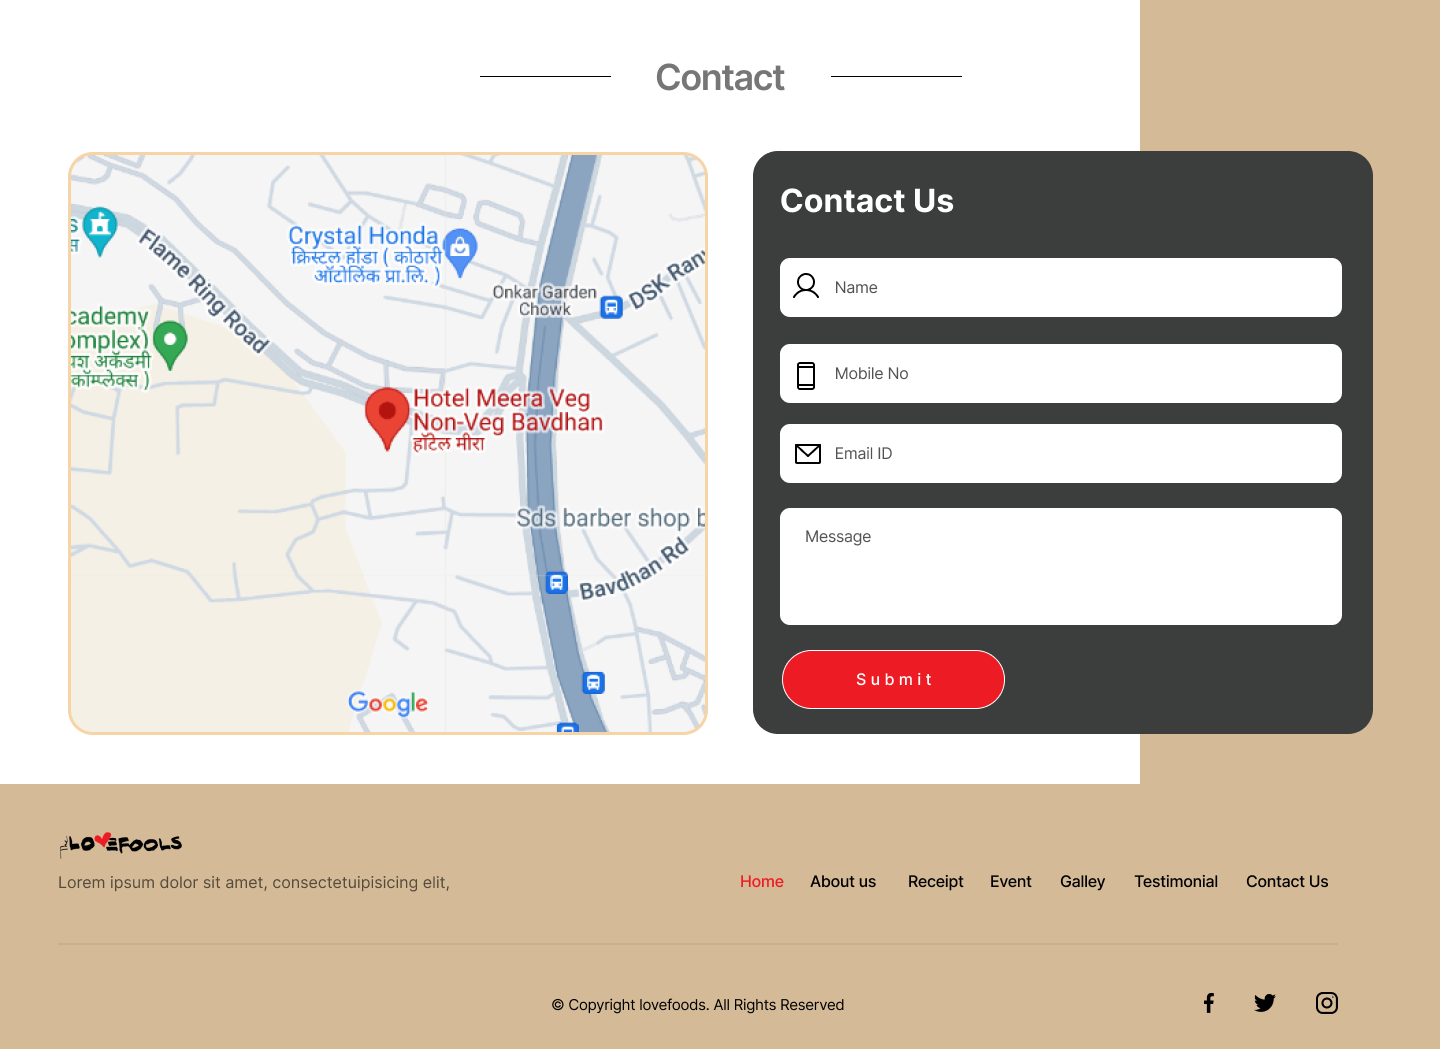 Contact
Crystal Honda
क्रिस्टल होंडा ( कोठारी
ऑटोलिंक प्रा.लि. )
Flame Ring Road
Onkar Garden
Chowk
DSK Ran
cademy
omplex)
यश अकॅडमी
कॉम्प्लेक्स )
Hotel Meera Veg
Non-Veg Bavdhan
हॉटेल मीरा
Sds barber shop b
Bavdhan Rd
Google
Contact Us
Name
Mobile No
Email ID
Message
Submit
LOVEFOOLS
Lorem ipsum dolor sit amet, consectetuipisicing elit,
Home About us Receipt Event Galley Testimonial Contact Us
© Copyright lovefoods. All Rights Reserved